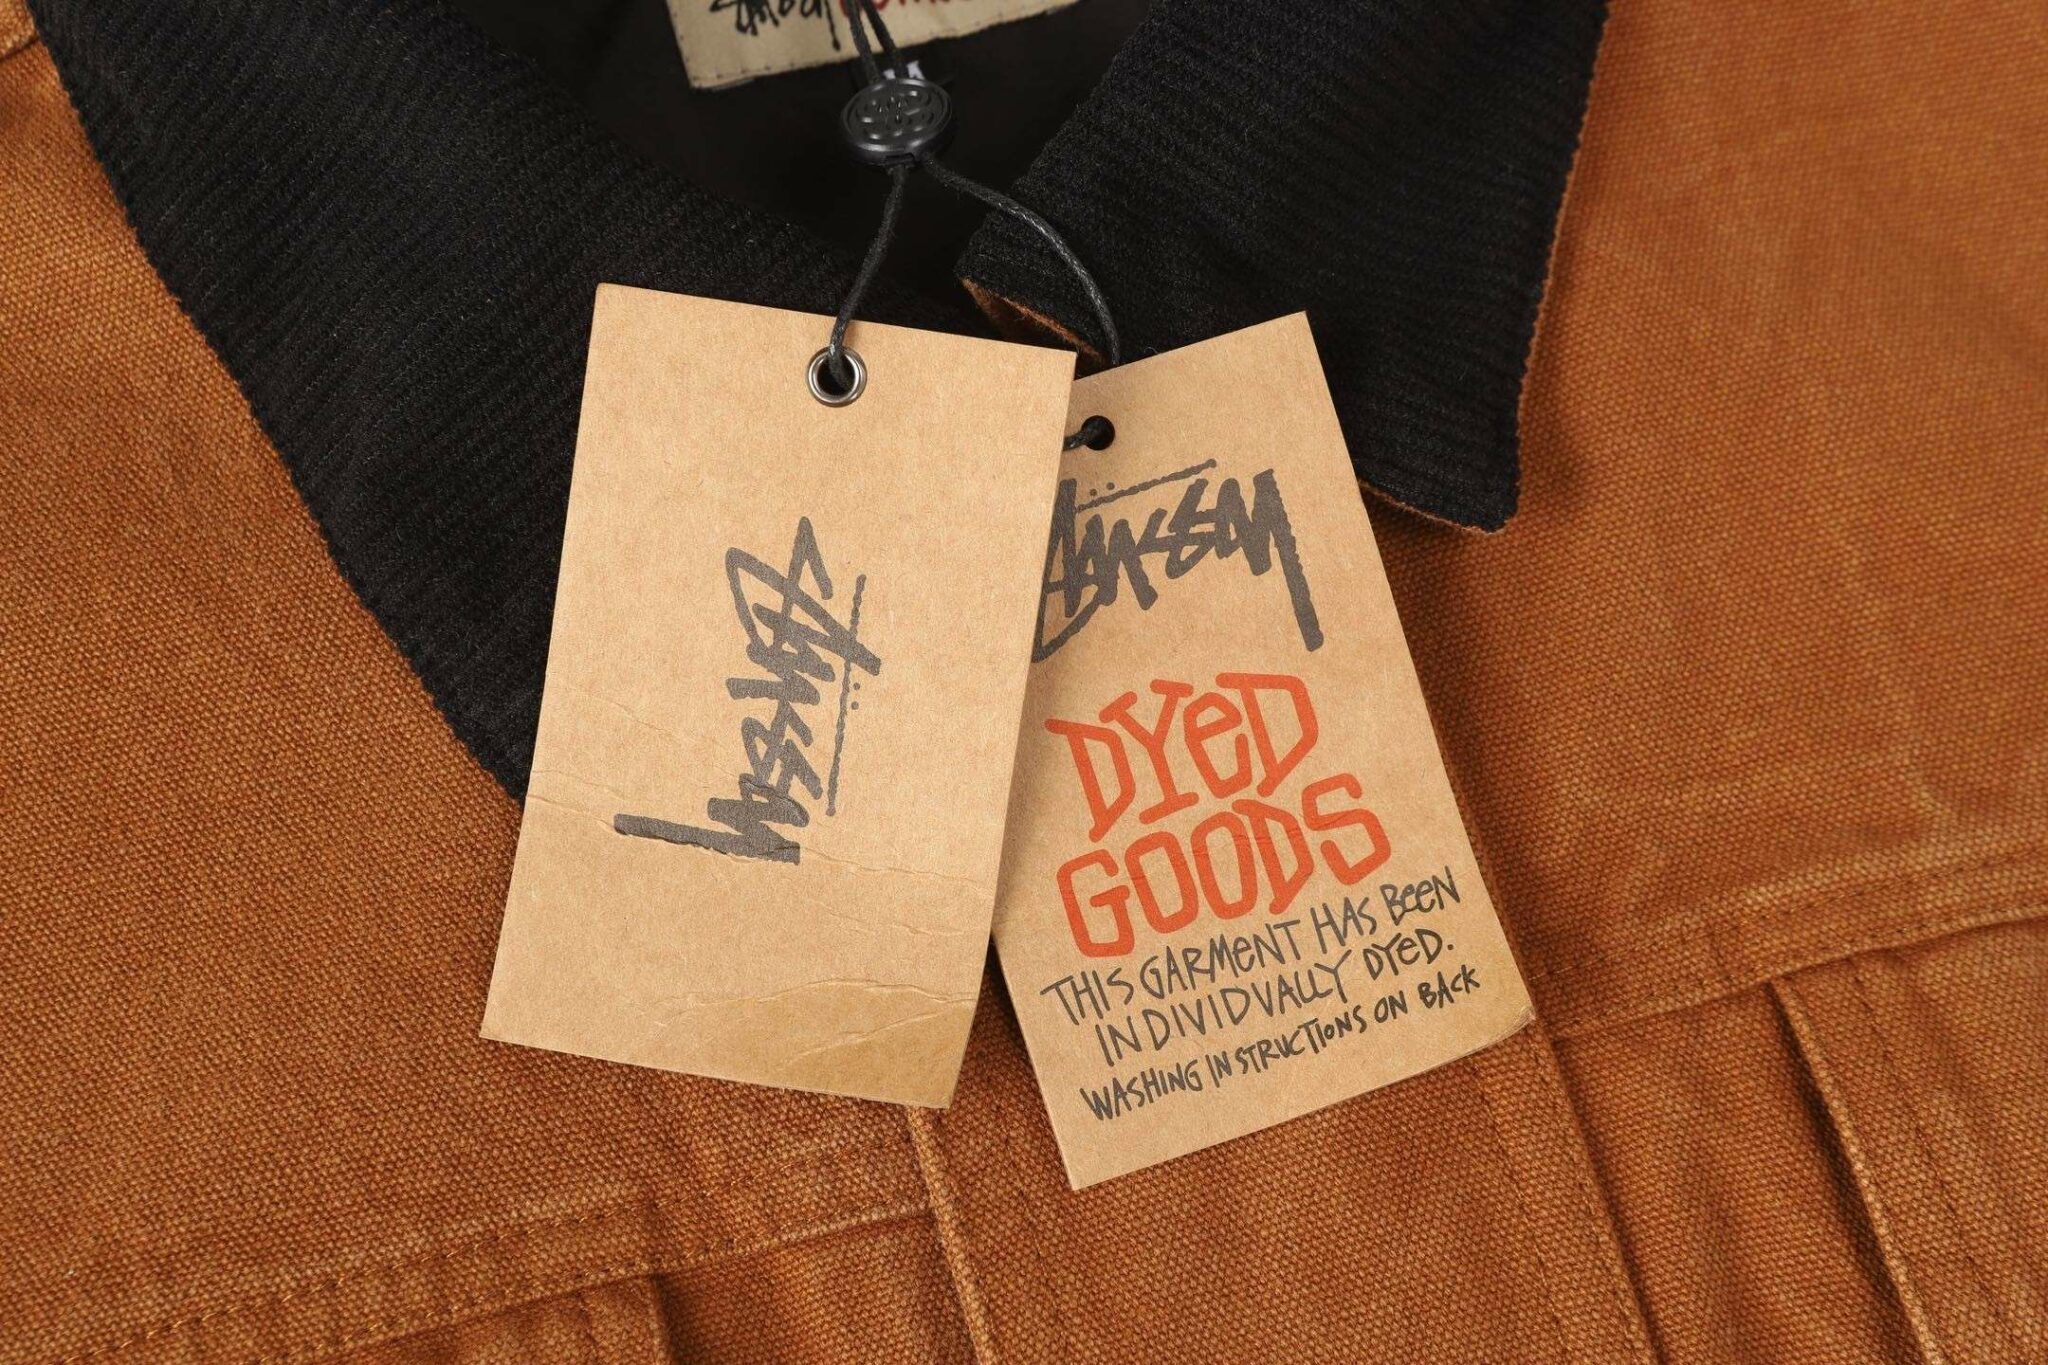 Stüssy
Stüssy
DYeD
GOODS
THIS GARMeNT HAS BeeN
INDIVIDVALLY DYeD.
WASHING INSTRUCTIONS ON BACK